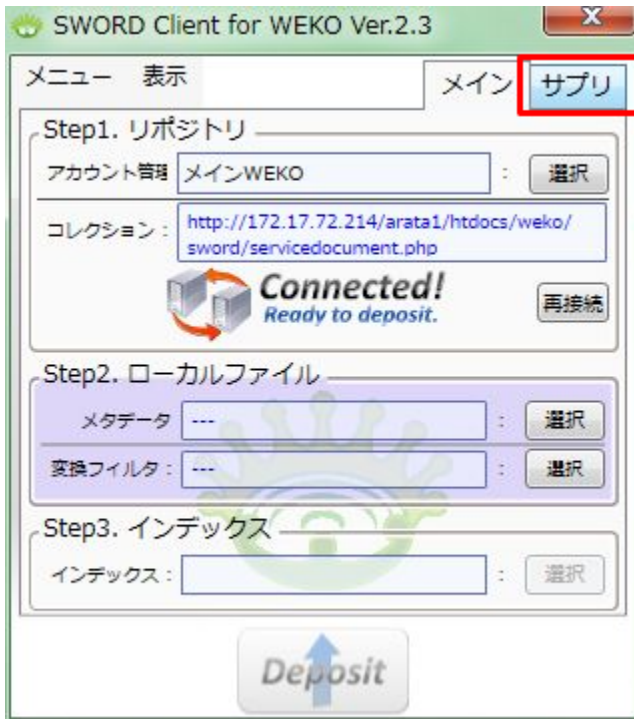 SWORD Client for WEKO Ver.2.3
x
メニュー 表示 メイン サプリ
Step1. リポジトリ
アカウント管理 メインWEKO : 選択
コレクション : http://172.17.72.214/arata1/htdocs/weko/
sword/servicedocument.php
Connected!
Ready to deposit. 再接続
Step2. ローカルファイル
メタデータ --- : 選択
変換フィルタ : --- : 選択
Step3. インデックス
インデックス : : 選択
Deposit